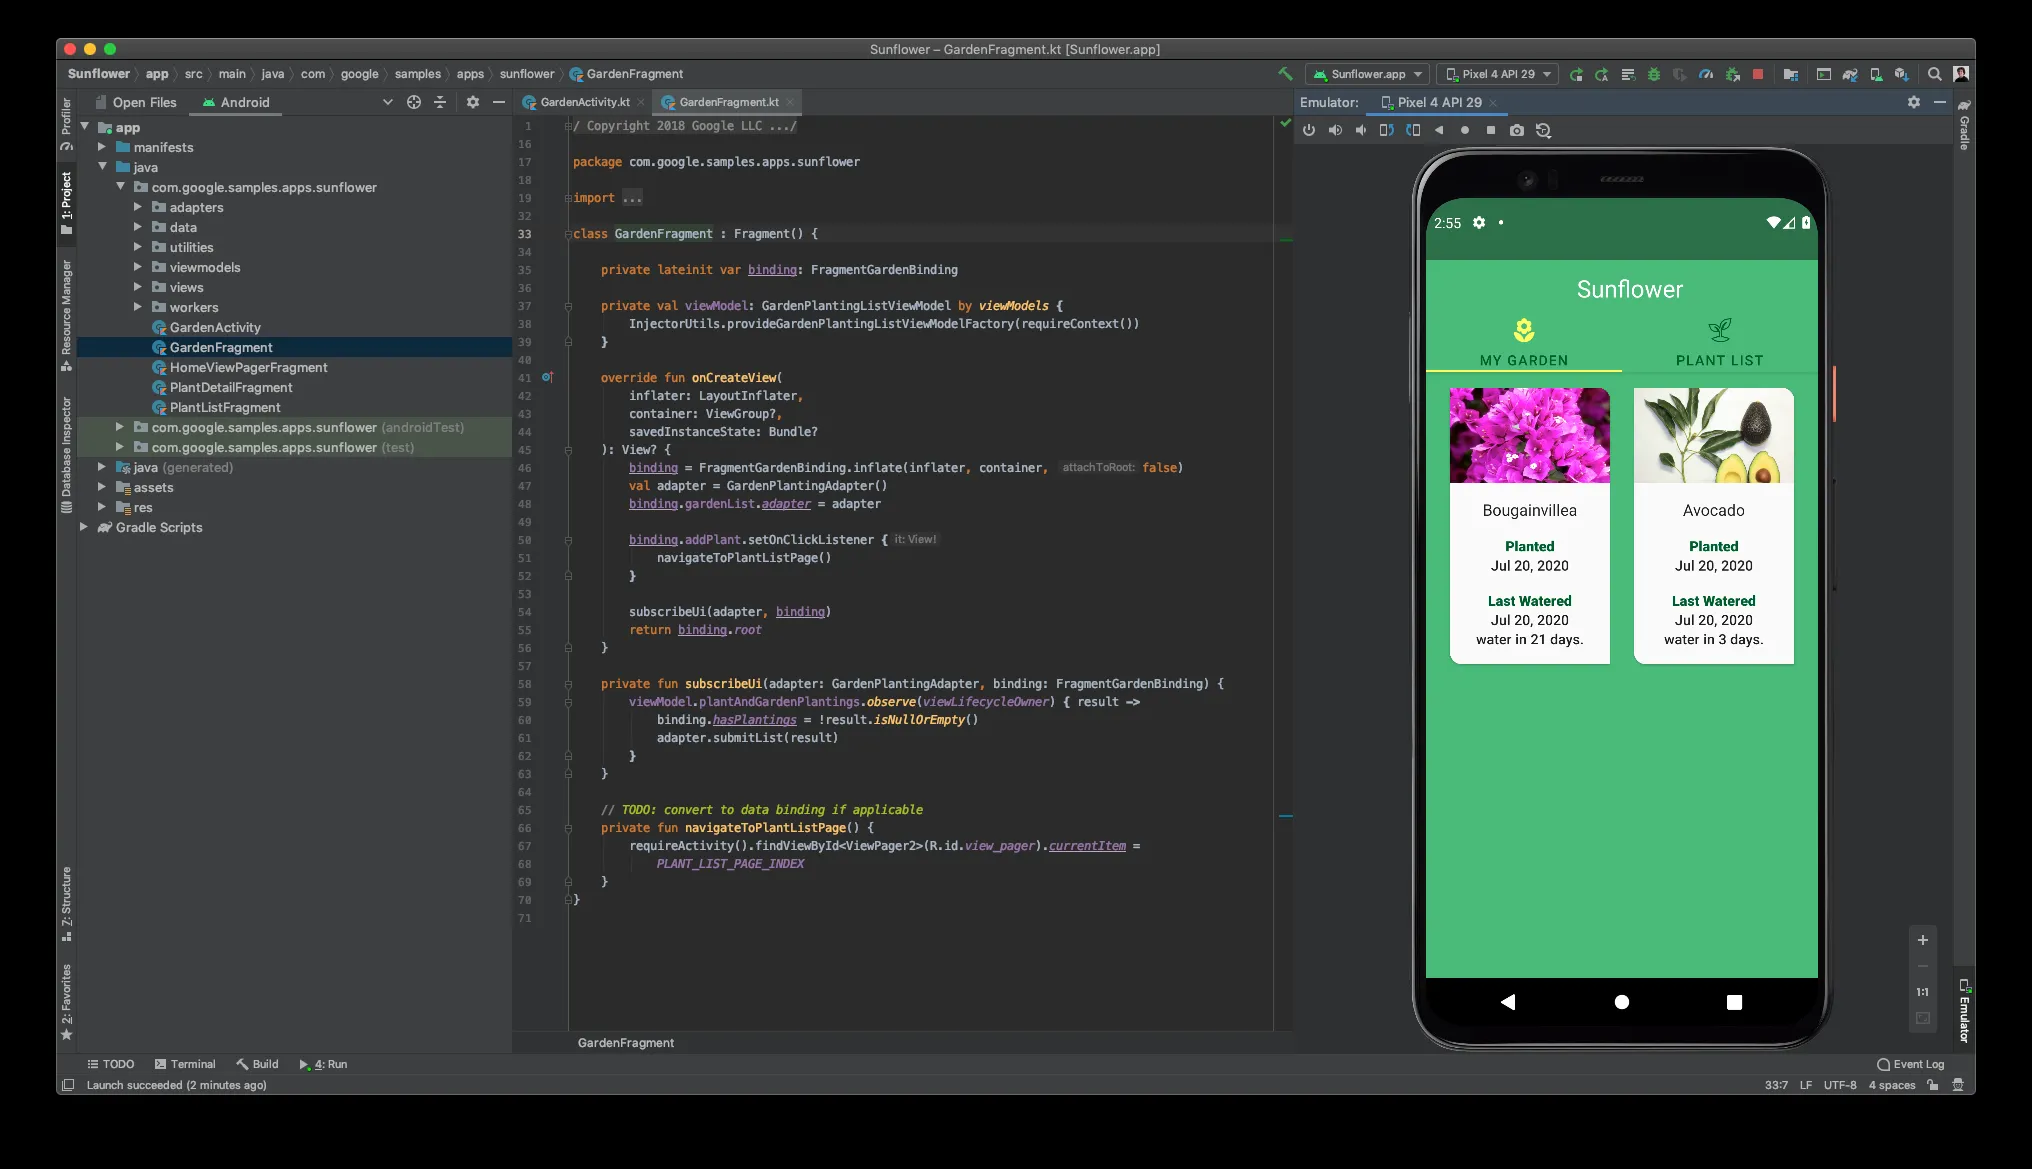 Sunflower – GardenFragment.kt [Sunflower.app]
Sunflower app src main java com google samples apps sunflower GardenFragment
Sunflower.app Pixel 4 API 29
Open Files Android
GardenActivity.kt GardenFragment.kt
Emulator: Pixel 4 API 29
Profiler
1: Project
Resource Manager
Database Inspector
Z: Structure
2: Favorites
app
manifests
java
com.google.samples.apps.sunflower
adapters
data
utilities
viewmodels
views
workers
GardenActivity
GardenFragment
HomeViewPagerFragment
PlantDetailFragment
PlantListFragment
com.google.samples.apps.sunflower (androidTest)
com.google.samples.apps.sunflower (test)
java (generated)
assets
res
Gradle Scripts
1 / Copyright 2018 Google LLC .../
16
17 package com.google.samples.apps.sunflower
18
19 import ...
32
33 class GardenFragment : Fragment() {
34
35 private lateinit var binding: FragmentGardenBinding
36
37 private val viewModel: GardenPlantingListViewModel by viewModels {
38 InjectorUtils.provideGardenPlantingListViewModelFactory(requireContext())
39 }
40
41 override fun onCreateView(
42 inflater: LayoutInflater,
43 container: ViewGroup?,
44 savedInstanceState: Bundle?
45 ): View? {
46 binding = FragmentGardenBinding.inflate(inflater, container, attachToRoot: false)
47 val adapter = GardenPlantingAdapter()
48 binding.gardenList.adapter = adapter
49
50 binding.addPlant.setOnClickListener { it: View!
51 navigateToPlantListPage()
52 }
53
54 subscribeUi(adapter, binding)
55 return binding.root
56 }
57
58 private fun subscribeUi(adapter: GardenPlantingAdapter, binding: FragmentGardenBinding) {
59 viewModel.plantAndGardenPlantings.observe(viewLifecycleOwner) { result ->
60 binding.hasPlantings = !result.isNullOrEmpty()
61 adapter.submitList(result)
62 }
63 }
64
65 // TODO: convert to data binding if applicable
66 private fun navigateToPlantListPage() {
67 requireActivity().findViewById<ViewPager2>(R.id.view_pager).currentItem =
68 PLANT_LIST_PAGE_INDEX
69 }
70 }
71
GardenFragment
2:55
Sunflower
MY GARDEN PLANT LIST
Bougainvillea
Planted
Jul 20, 2020
Last Watered
Jul 20, 2020
water in 21 days.
Avocado
Planted
Jul 20, 2020
Last Watered
Jul 20, 2020
water in 3 days.
1:1
Gradle
Emulator
TODO Terminal Build 4: Run
Event Log
Launch succeeded (2 minutes ago)
33:7 LF UTF-8 4 spaces